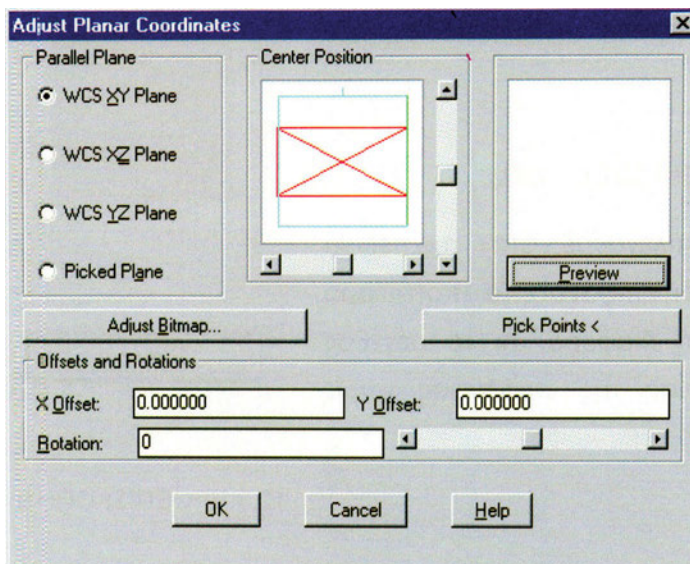 Adjust Planar Coordinates
Parallel Plane
WCS XY Plane
WCS XZ Plane
WCS YZ Plane
Picked Plane
Center Position
Preview
Adjust Bitmap...
Pick Points <
Offsets and Rotations
X Offset: 0.000000 Y Offset: 0.000000
Rotation: 0
OK Cancel Help